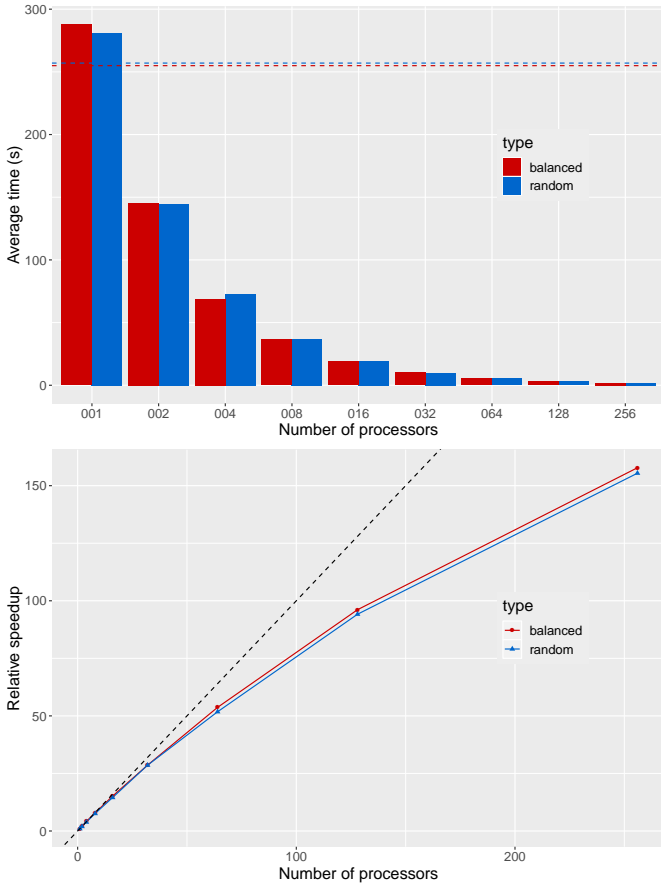 300
200
100
0
Average time (s)
type
balanced
random
001 002 004 008 016 032 064 128 256
Number of processors
150
100
50
0
Relative speedup
type
balanced
random
0 100 200
Number of processors